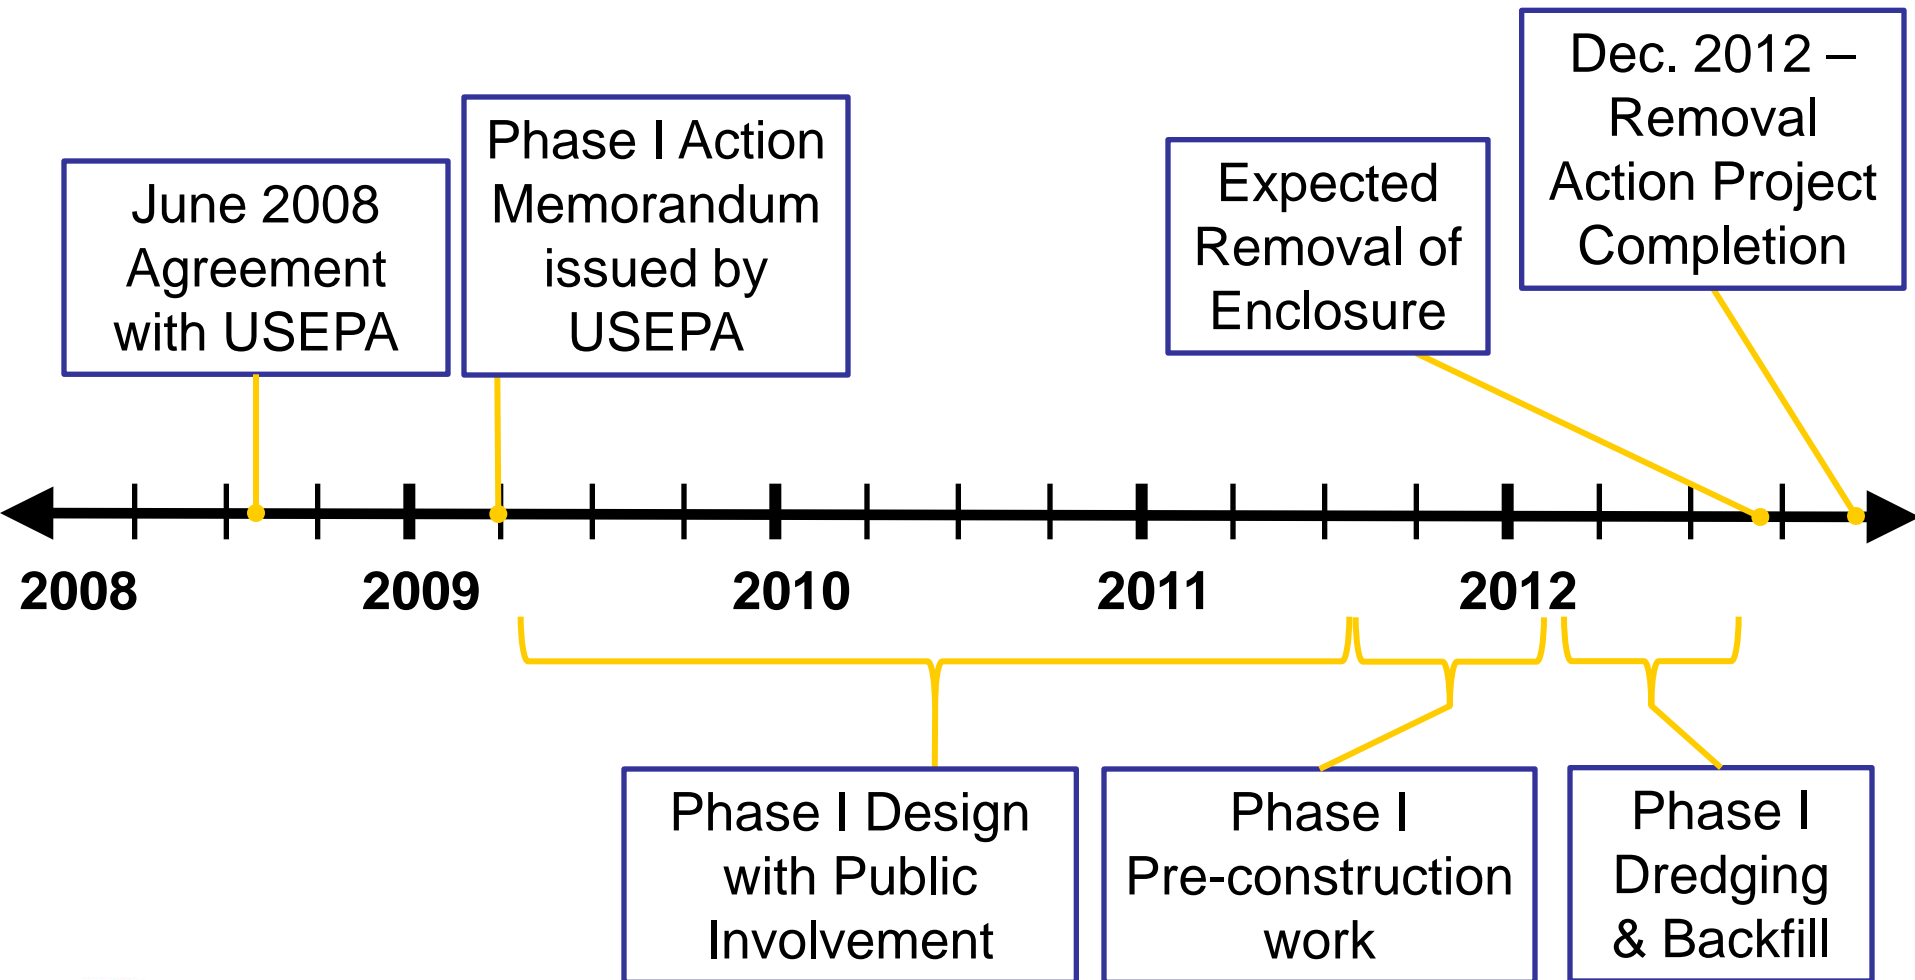 June 2008
Agreement
with USEPA
Phase I Action
Memorandum
issued by
USEPA
Expected
Removal of
Enclosure
Dec. 2012 –
Removal
Action Project
Completion
2008
2009
2010
2011
2012
Phase I Design
with Public
Involvement
Phase I
Pre-construction
work
Phase I
Dredging
& Backfill